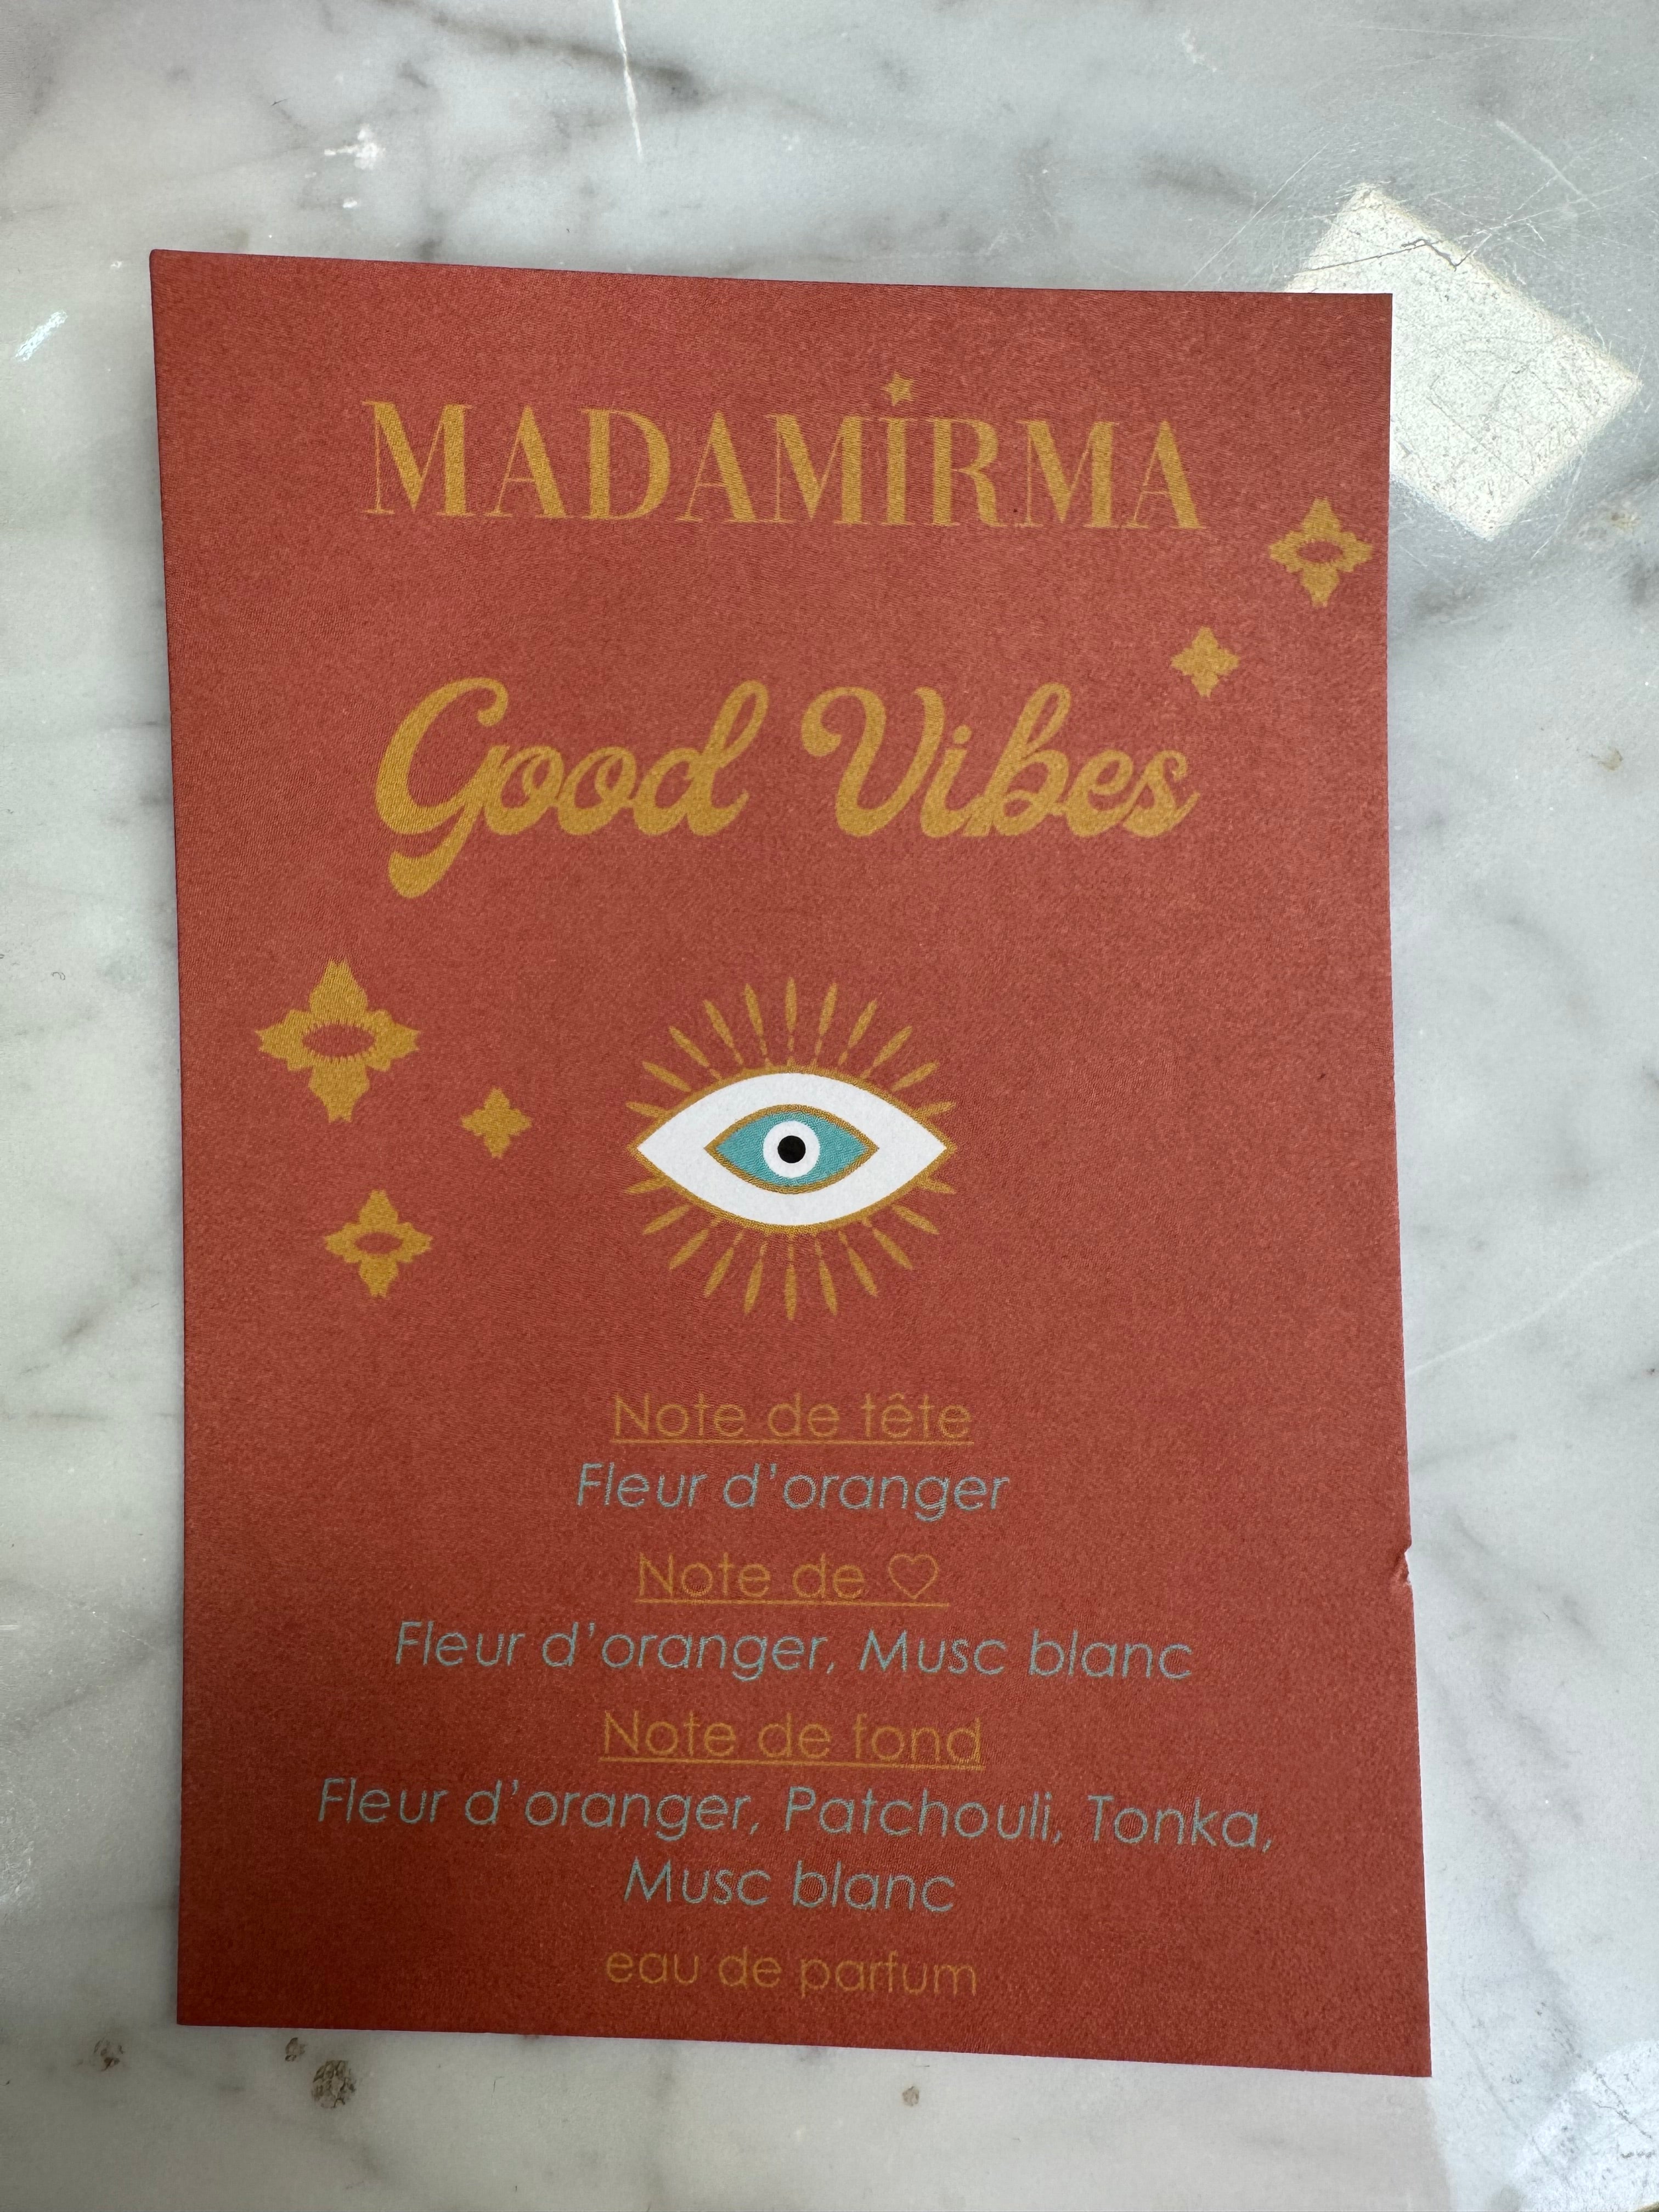 MADAMİRMA
Good Vibes
Note de tête
Fleur d'oranger
Note de ♡
Fleur d'oranger, Musc blanc
Note de fond
Fleur d'oranger, Patchouli, Tonka,
Musc blanc
eau de parfum